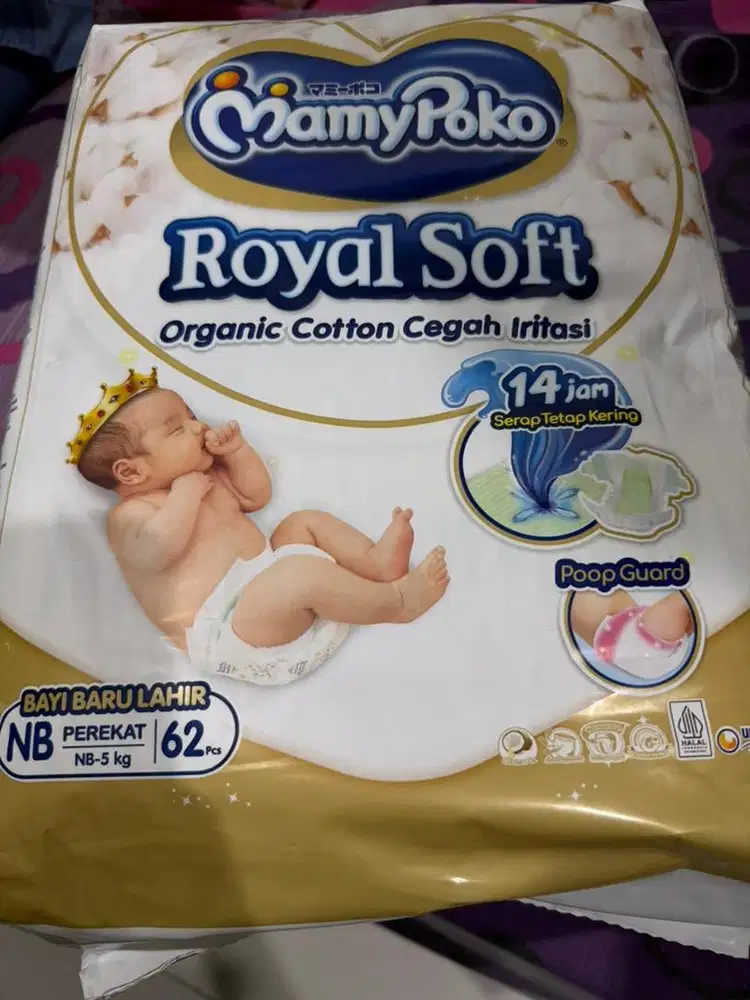 マミーポコ
MamyPoko
Royal Soft
Organic Cotton Cegah Iritasi
14 jam
Serap Tetap Kering
Poop Guard
BAYI BARU LAHIR
NB
PEREKAT
NB-5 kg
62 Pcs
HALAL
INDONESIA